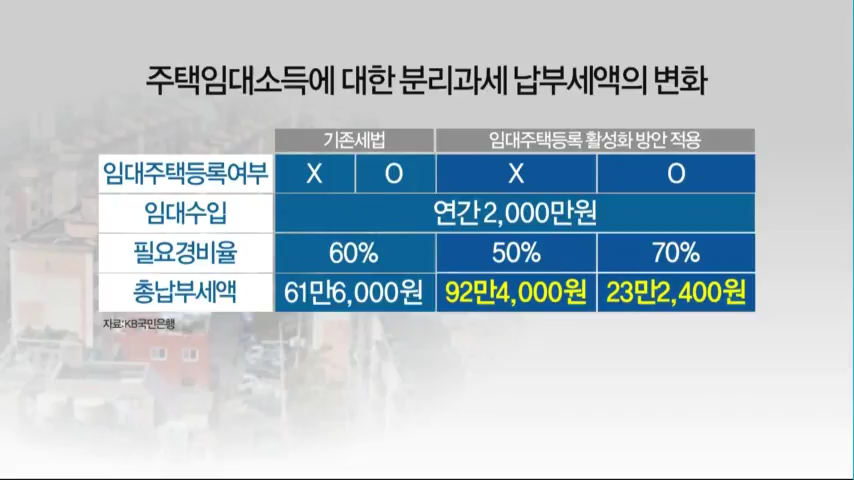 주택임대소득에 대한 분리과세 납부세액의 변화
기존세법 임대주택등록 활성화 방안 적용
임대주택등록여부 X O X O
임대수입 연간 2,000만원
필요경비율 60% 50% 70%
총납부세액 61만6,000원 92만4,000원 23만2,400원
자료:KB국민은행